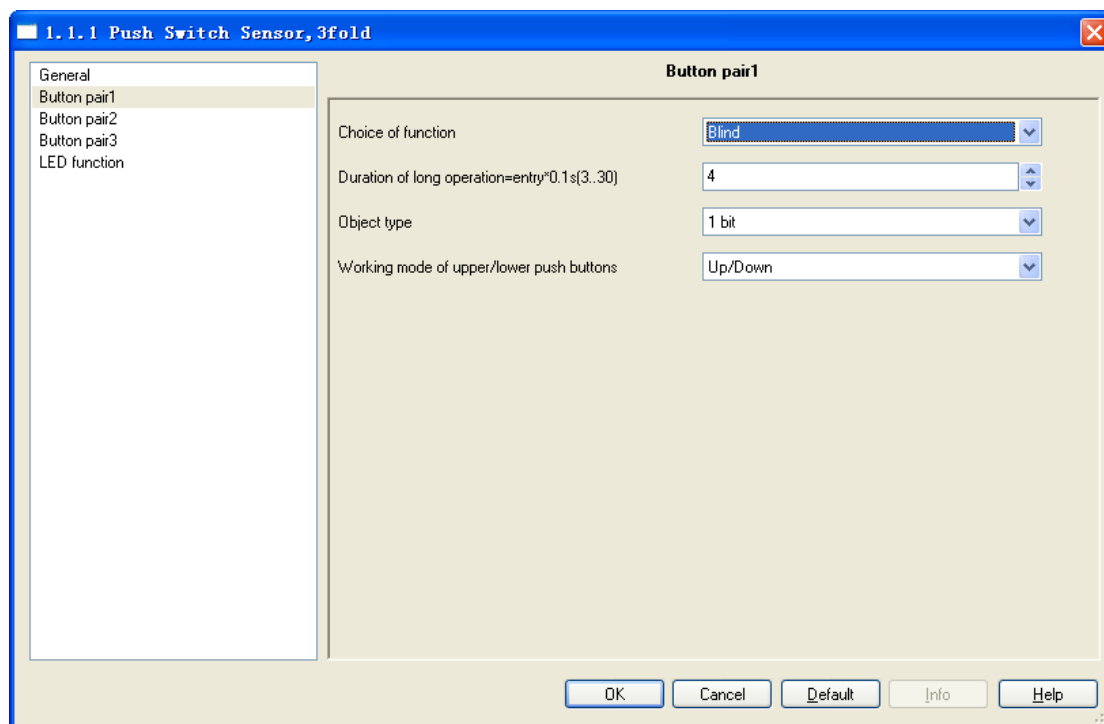 1.1.1 Push Switch Sensor,3fold
General
Button pair1
Button pair2
Button pair3
LED function
Button pair1
Choice of function
Blind
Duration of long operation=entry*0.1s(3..30)
4
Object type
1 bit
Working mode of upper/lower push buttons
Up/Down
OK
Cancel
Default
Info
Help